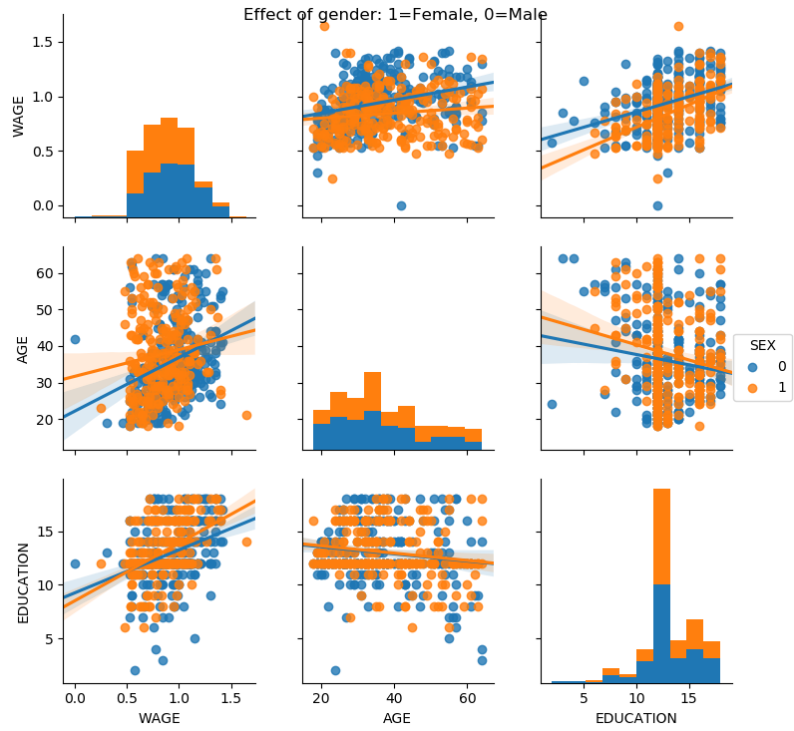 Effect of gender: 1=Female, 0=Male
WAGE
1.5
1.0
0.5
0.0
AGE
60
50
40
30
20
SEX
0
1
EDUCATION
15
10
5
0.0 0.5 1.0 1.5
20 40 60
5 10 15
WAGE AGE EDUCATION